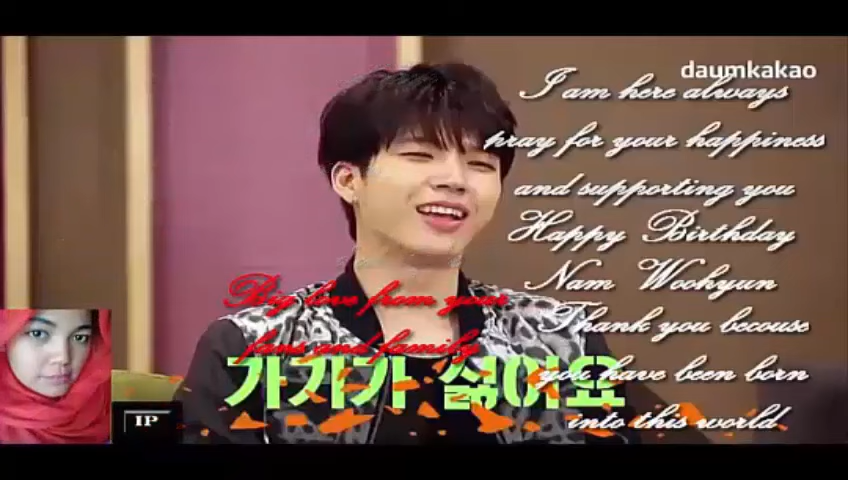 daumkakao
I am here always
pray for your happiness
and supporting you
Happy Birthday
Nam Woohyun
Thank you becouse
you have been born
into this world
Big love from your
fans and family
가기가 싫어요
IP